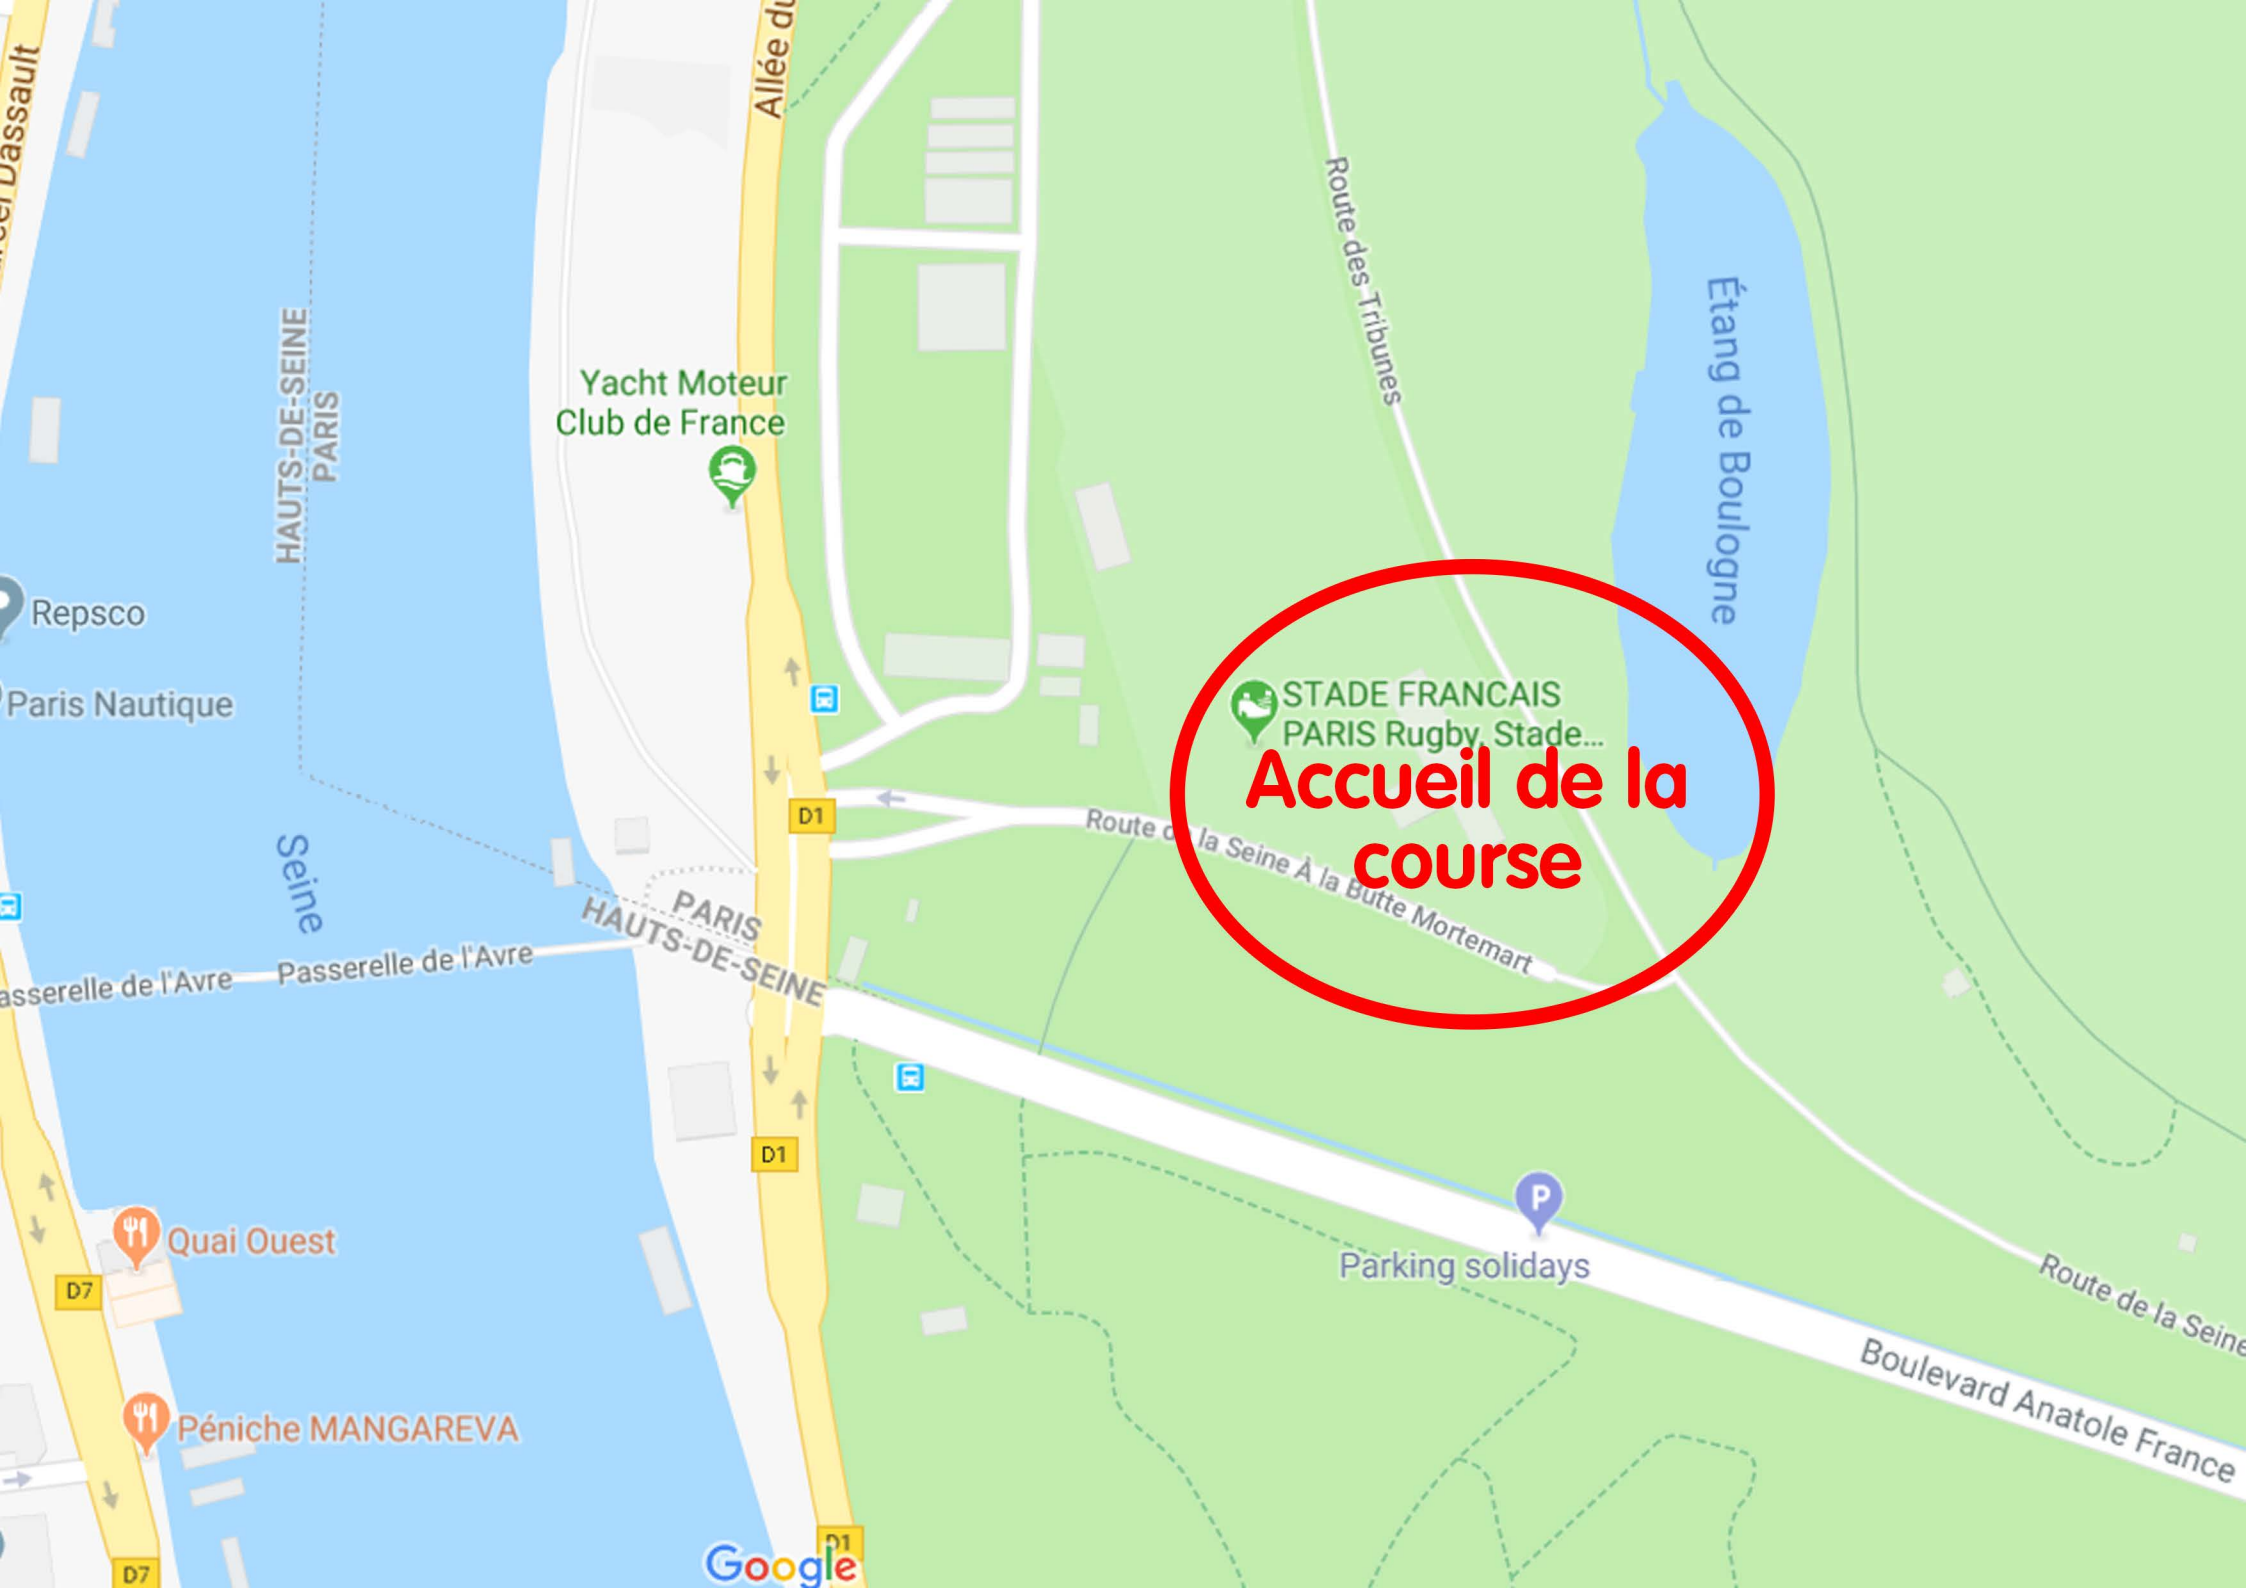 Allée du
Dassault
Route des Tribunes
Étang de Boulogne
HAUTS-DE-SEINE
PARIS
Yacht Moteur
Club de France
Repsco
Paris Nautique
STADE FRANCAIS
PARIS Rugby, Stade...
Accueil de la
course
D1
Route de la Seine À la Butte Mortemart
Seine
PARIS
HAUTS-DE-SEINE
Passerelle de l'Avre
Passerelle de l'Avre
D1
P
Parking solidays
Quai Ouest
D7
Route de la Seine
Boulevard Anatole France
Péniche MANGAREVA
D1
Google
D7